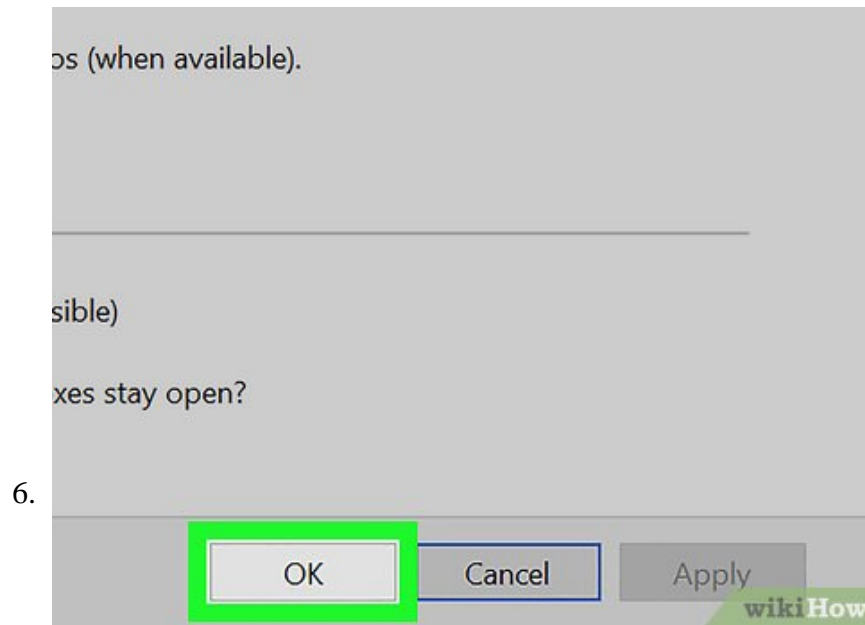 os (when available).
sible)
xes stay open?
6.
OK Cancel Apply
wikiHow